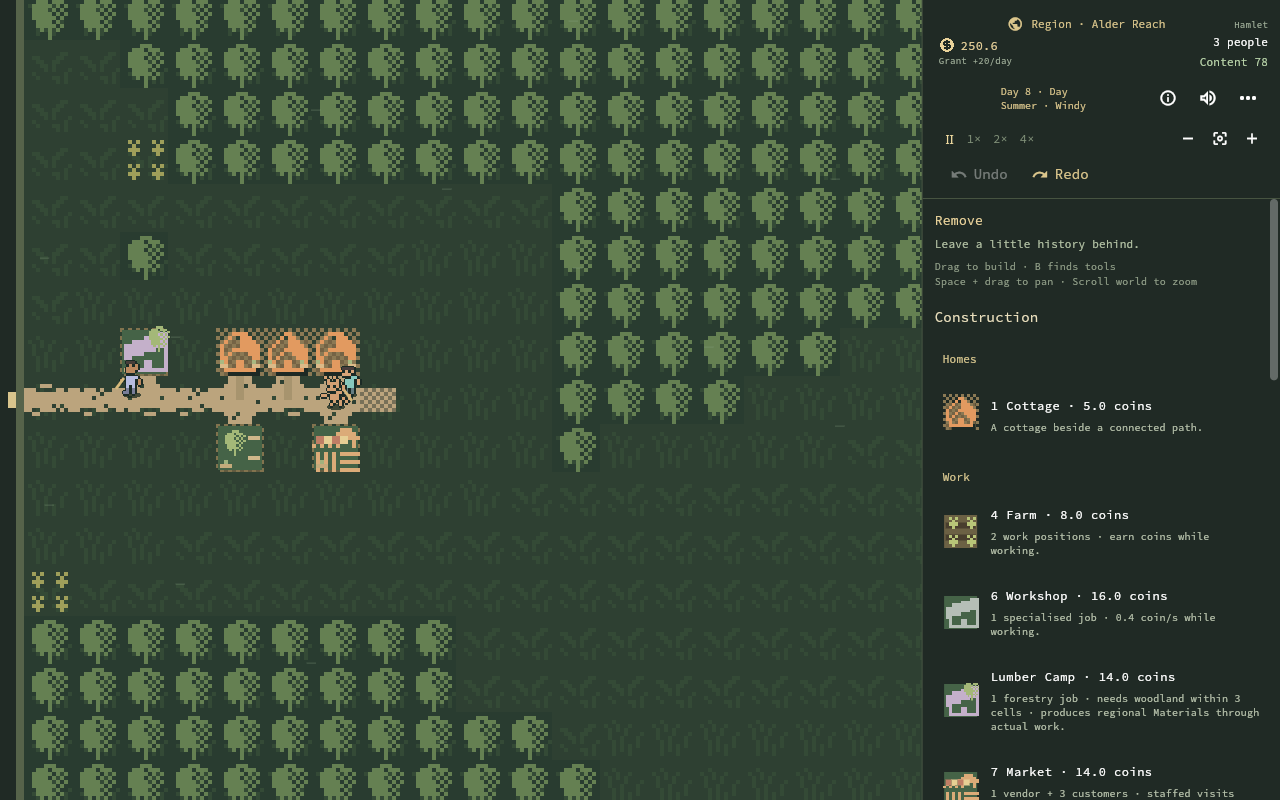 Region · Alder Reach
Hamlet
250.6
3 people
Grant +20/day
Content 78
Day 8 · Day
Summer · Windy
II 1× 2× 4×
Undo
Redo
Remove
Leave a little history behind.
Drag to build · B finds tools
Space + drag to pan · Scroll world to zoom
Construction
Homes
1 Cottage · 5.0 coins
A cottage beside a connected path.
Work
4 Farm · 8.0 coins
2 work positions · earn coins while
working.
6 Workshop · 16.0 coins
1 specialised job · 0.4 coin/s while
working.
Lumber Camp · 14.0 coins
1 forestry job · needs woodland within 3
cells · produces regional Materials through
actual work.
7 Market · 14.0 coins
1 vendor + 3 customers · staffed visits